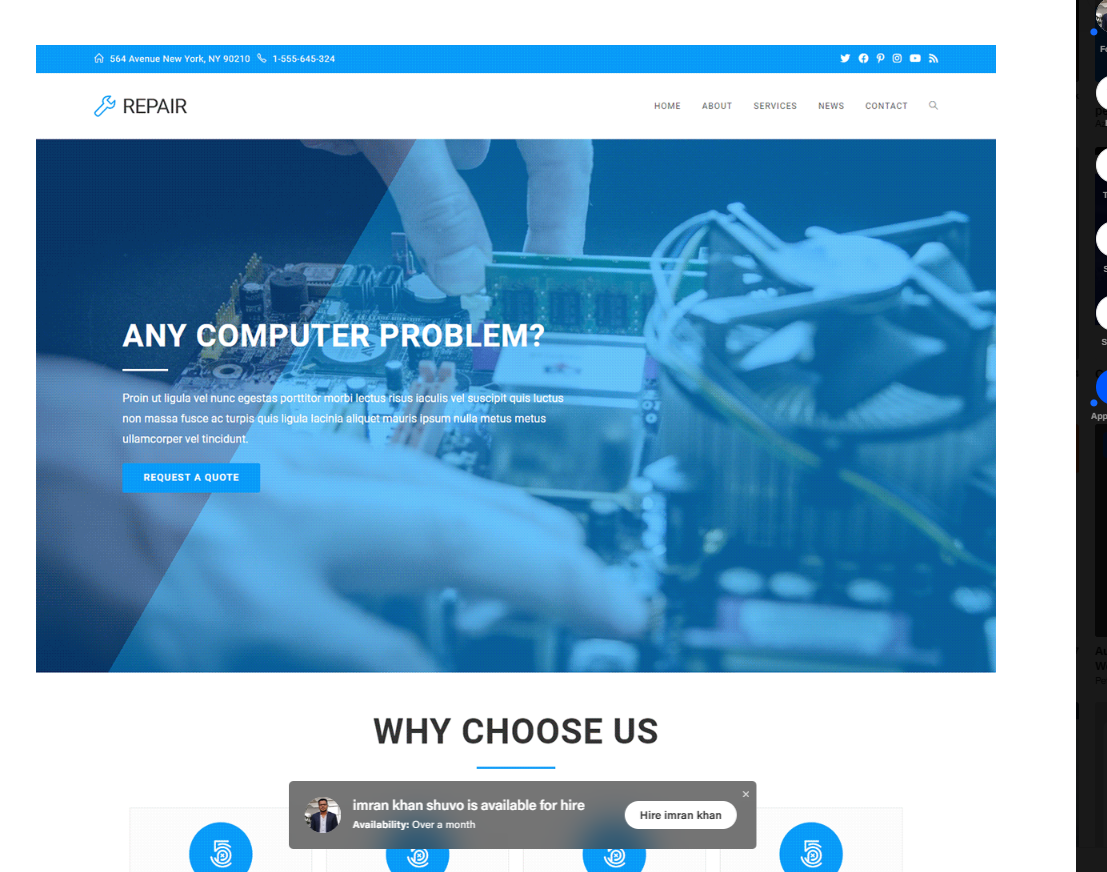 564 Avenue New York, NY 90210 1-555-645-324
REPAIR
HOME ABOUT SERVICES NEWS CONTACT
ANY COMPUTER PROBLEM?
Proin ut ligula vel nunc egestas porttitor morbi lectus risus iaculis vel suscipit quis luctus
non massa fusce ac turpis quis ligula lacinia aliquet mauris ipsum nulla metus metus
ullamcorper vel tincidunt.
REQUEST A QUOTE
WHY CHOOSE US
imran khan shuvo is available for hire
Availability: Over a month
Hire imran khan